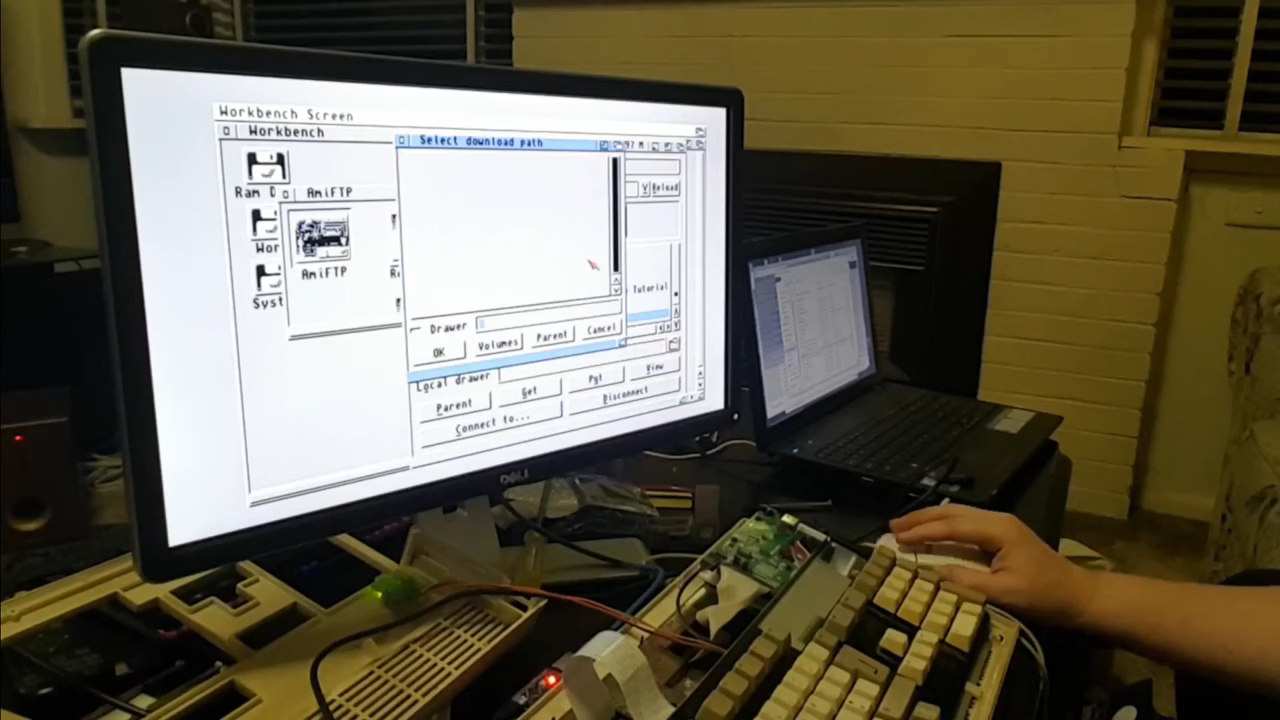 Workbench Screen
Workbench
Select download path
97 M
Ram D
AmiFTP
Reload
Wor
AmiFTP
Syst
Tutorial
Drawer
OK
Volumes
Parent
Cancel
Local drawer
View
Parent
Get
Put
Disconnect
Connect to...
DELL